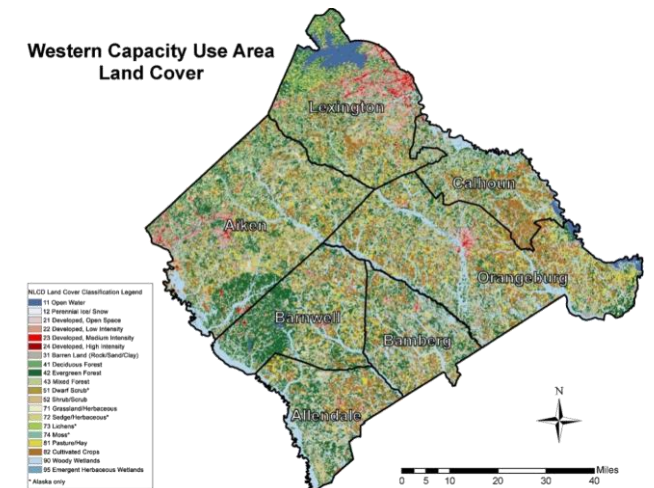 Western Capacity Use Area
Land Cover
Lexington
Calhoun
Aiken
Orangeburg
Barnwell
Bamberg
Allendale
NLCD Land Cover Classification Legend
11 Open Water
12 Perennial Ice/ Snow
21 Developed, Open Space
22 Developed, Low Intensity
23 Developed, Medium Intensity
24 Developed, High Intensity
31 Barren Land (Rock/Sand/Clay)
41 Deciduous Forest
42 Evergreen Forest
43 Mixed Forest
51 Dwarf Scrub*
52 Shrub/Scrub
71 Grassland/Herbaceous
72 Sedge/Herbaceous*
73 Lichens*
74 Moss*
81 Pasture/Hay
82 Cultivated Crops
90 Woody Wetlands
95 Emergent Herbaceous Wetlands
* Alaska only
N
Miles
0 5 10 20 30 40